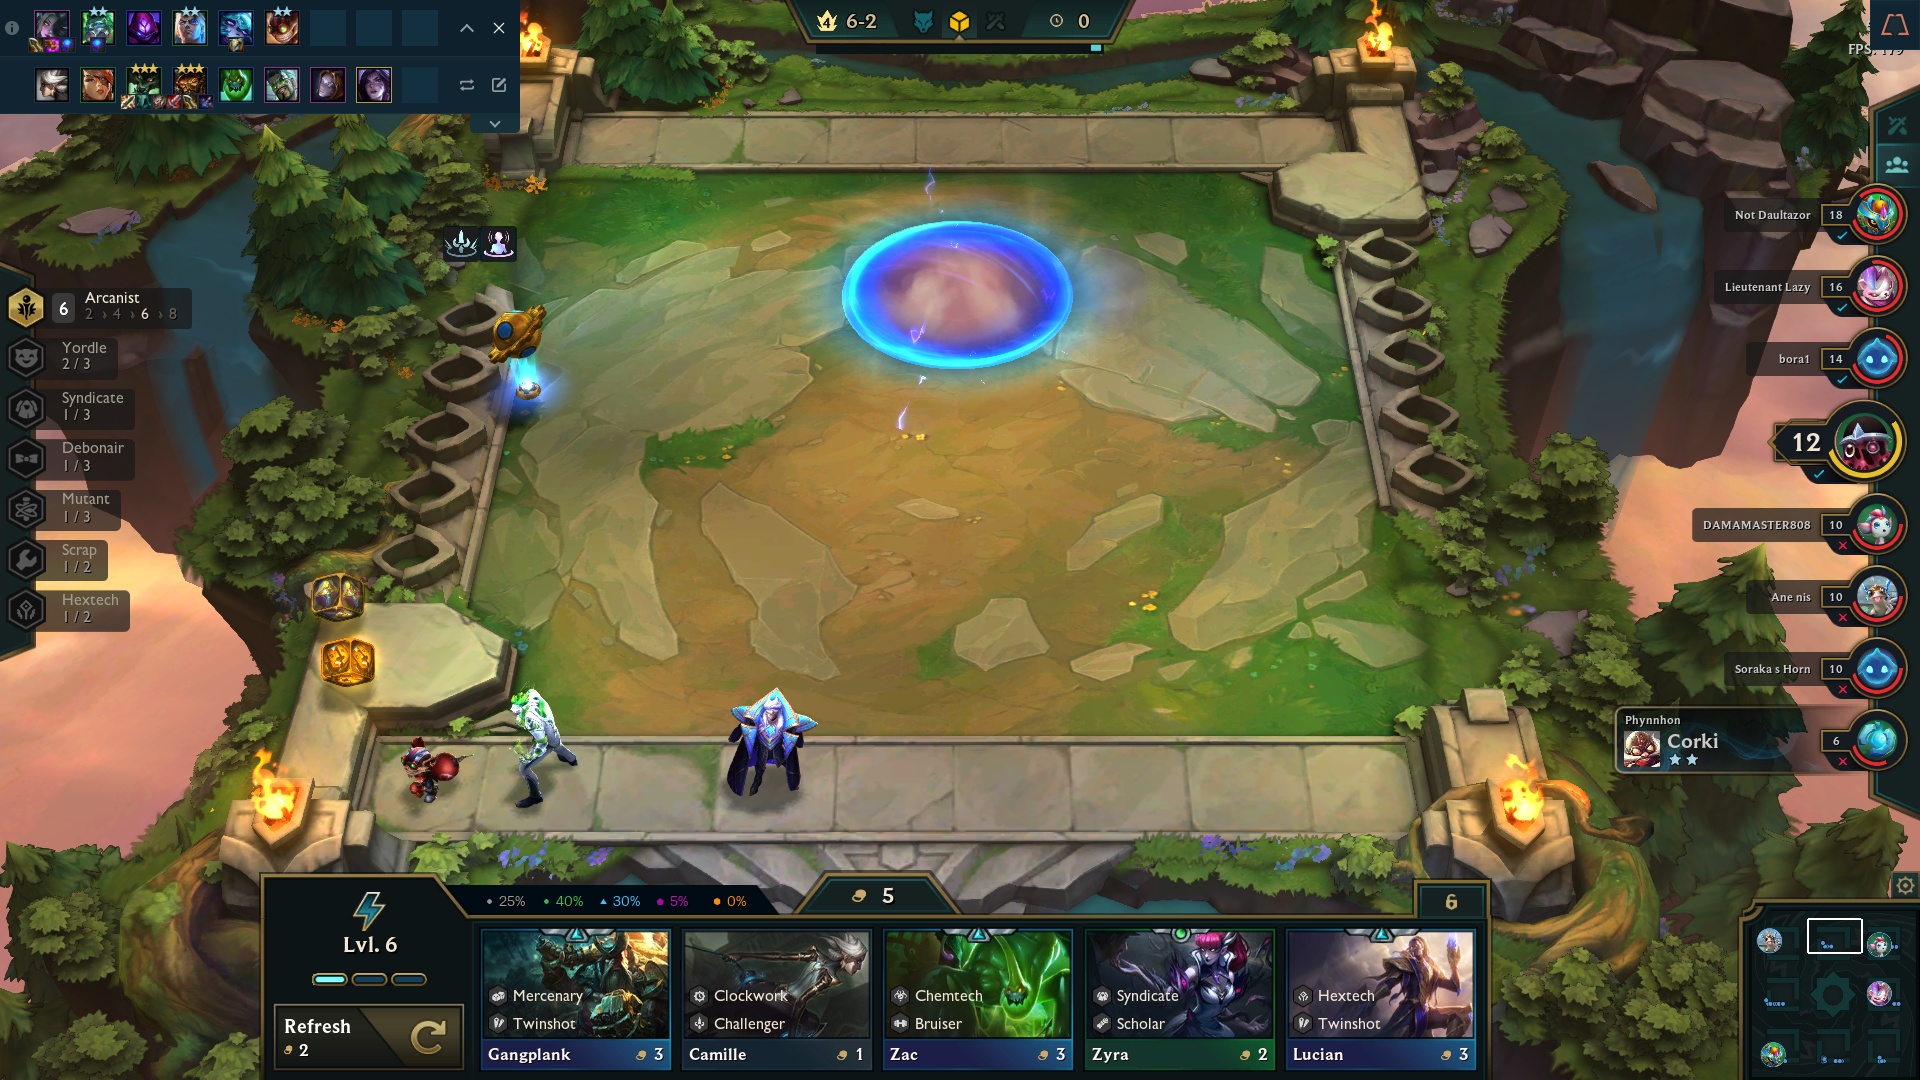 4 6-2 0
FPS:
Not Daultazor 18
Lieutenant Lazy 16
bora1 14
12
DAMAMASTER808 10
Ane nis 10
Soraka s Horn 10
Phynnhon
Corki
6
6 Arcanist
2 › 4 › 6 › 8
Yordle
2 / 3
Syndicate
1 / 3
Debonair
1 / 3
Mutant
1 / 3
Scrap
1 / 2
Hextech
1 / 2
25% 40% 30% 5% 0%
5
6
Lvl. 6
Refresh
2
Mercenary
Twinshot
Gangplank 3
Clockwork
Challenger
Camille 1
Chemtech
Bruiser
Zac 3
Syndicate
Scholar
Zyra 2
Hextech
Twinshot
Lucian 3